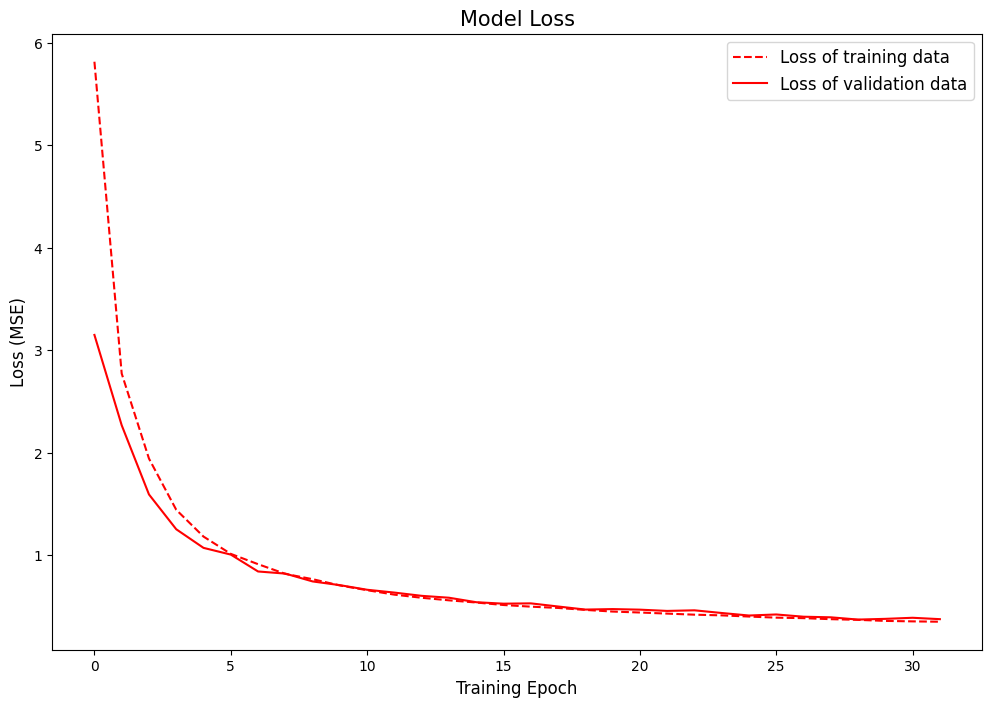 Model Loss
Loss of training data
Loss of validation data
6
5
4
3
2
1
Loss (MSE)
0 5 10 15 20 25 30
Training Epoch